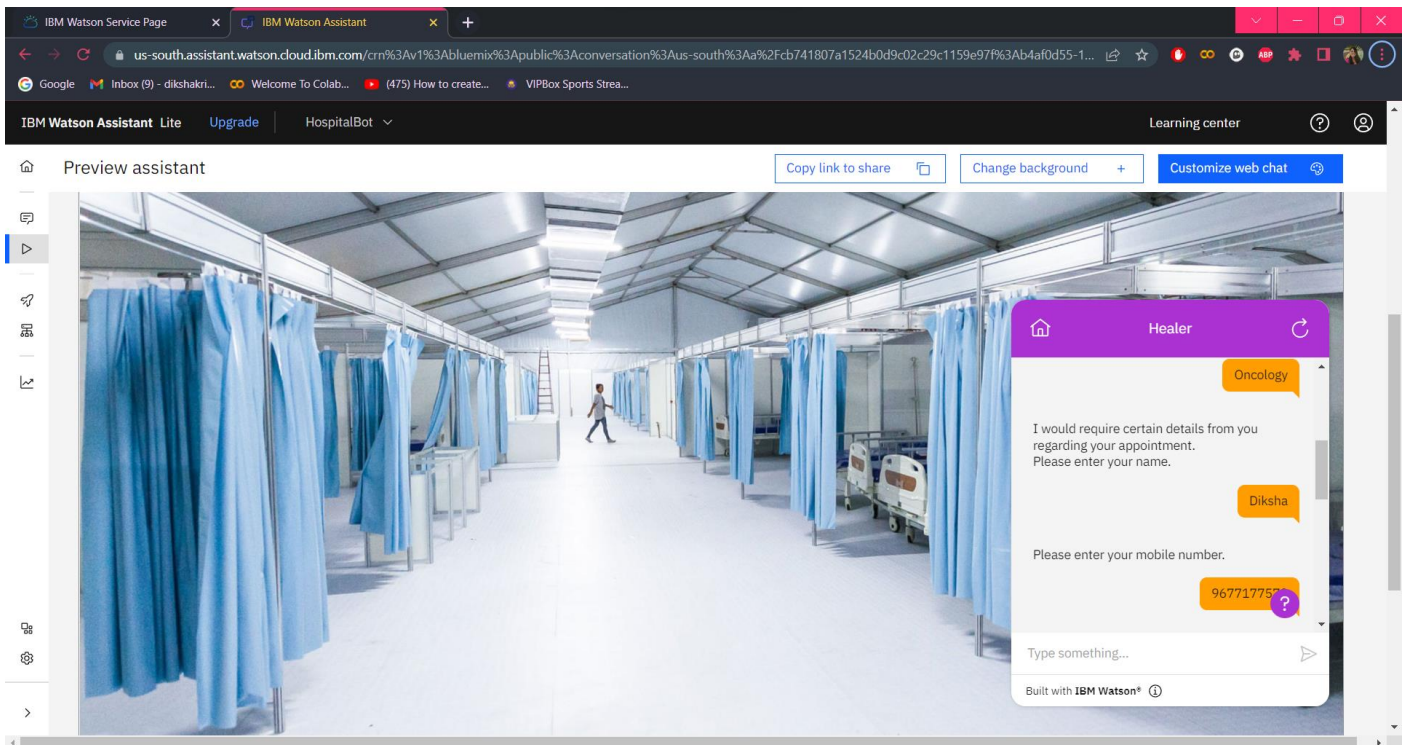 IBM Watson Service Page
IBM Watson Assistant
us-south.assistant.watson.cloud.ibm.com/crn%3Av1%3Abluemix%3Apublic%3Aconversation%3Aus-south%3Aa%2Fcb741807a1524b0d9c02c29c1159e97f%3Ab4af0d55-1...
ABP
Google Inbox (9) - dikshakri... Welcome To Colab... (475) How to create... VIPBox Sports Strea...
IBM Watson Assistant Lite Upgrade HospitalBot Learning center
Preview assistant Copy link to share Change background + Customize web chat
Healer
Oncology
I would require certain details from you
regarding your appointment.
Please enter your name.
Diksha
Please enter your mobile number.
?
Type something...
Built with IBM Watson®